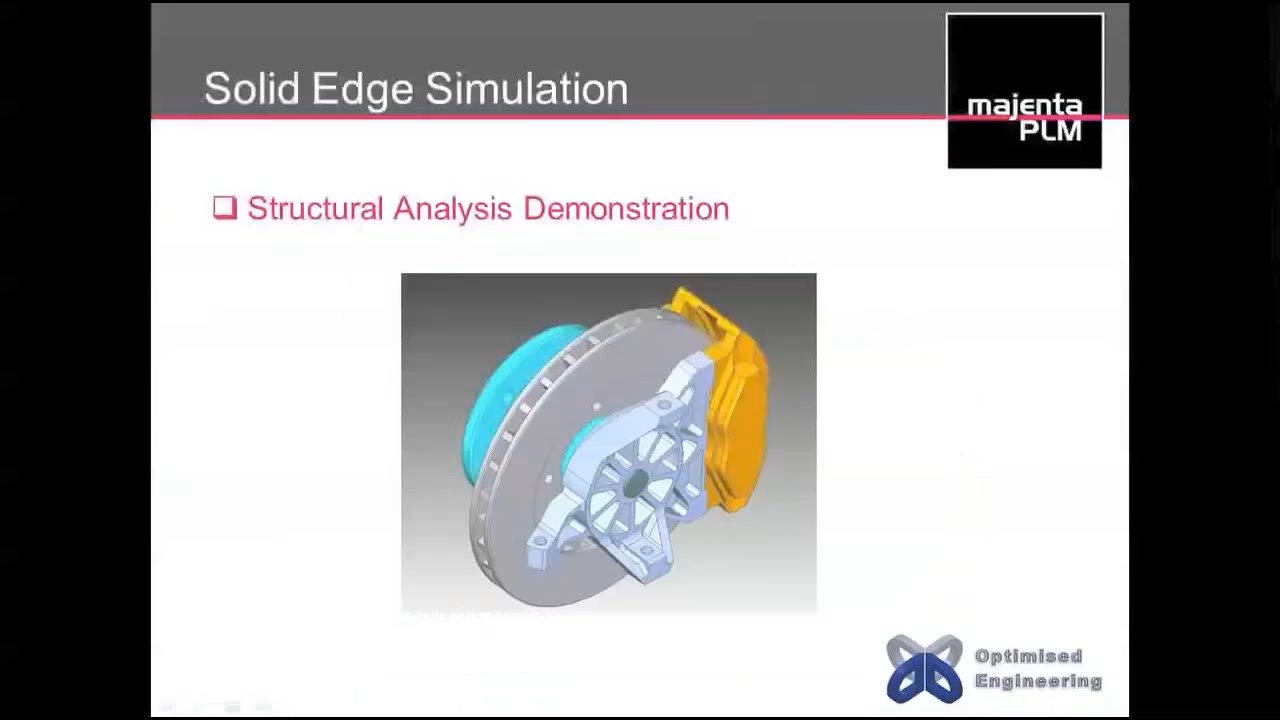 Solid Edge Simulation
majenta
PLM
Structural Analysis Demonstration
Optimised
Engineering